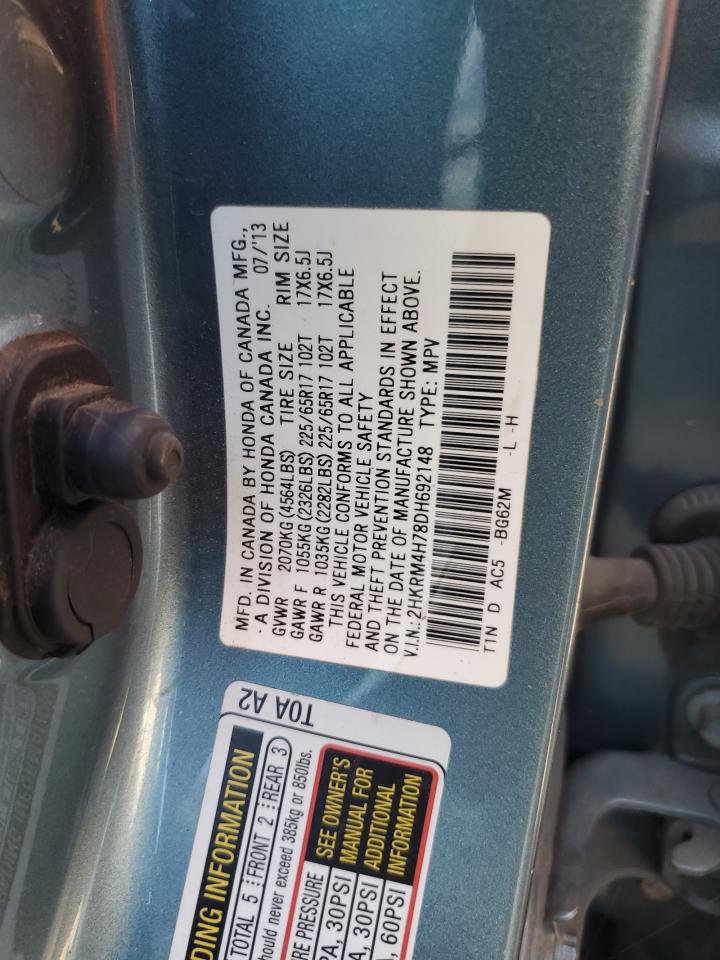 MFD. IN CANADA BY HONDA OF CANADA MFG.,
- A DIVISION OF HONDA CANADA INC. 07/'13
GVWR 2070KG (4564LBS) TIRE SIZE RIM SIZE
GAWR F 1055KG (2326LBS) 225/65R17 102T 17X6.5J
GAWR R 1035KG (2282LBS) 225/65R17 102T 17X6.5J
THIS VEHICLE CONFORMS TO ALL APPLICABLE
FEDERAL MOTOR VEHICLE SAFETY
AND THEFT PREVENTION STANDARDS IN EFFECT
ON THE DATE OF MANUFACTURE SHOWN ABOVE.
V.I.N.:2HKRM4H78DH692148 TYPE: MPV
T1N D AC5 -BG62M -L -H
T0A A2
DING INFORMATION
TOTAL 5 FRONT 2 REAR 3
hould never exceed 385kg or 850lbs.
RE PRESSURE
PA, 30PSI
A, 30PSI
, 60PSI
SEE OWNER'S
MANUAL FOR
ADDITIONAL
INFORMATION